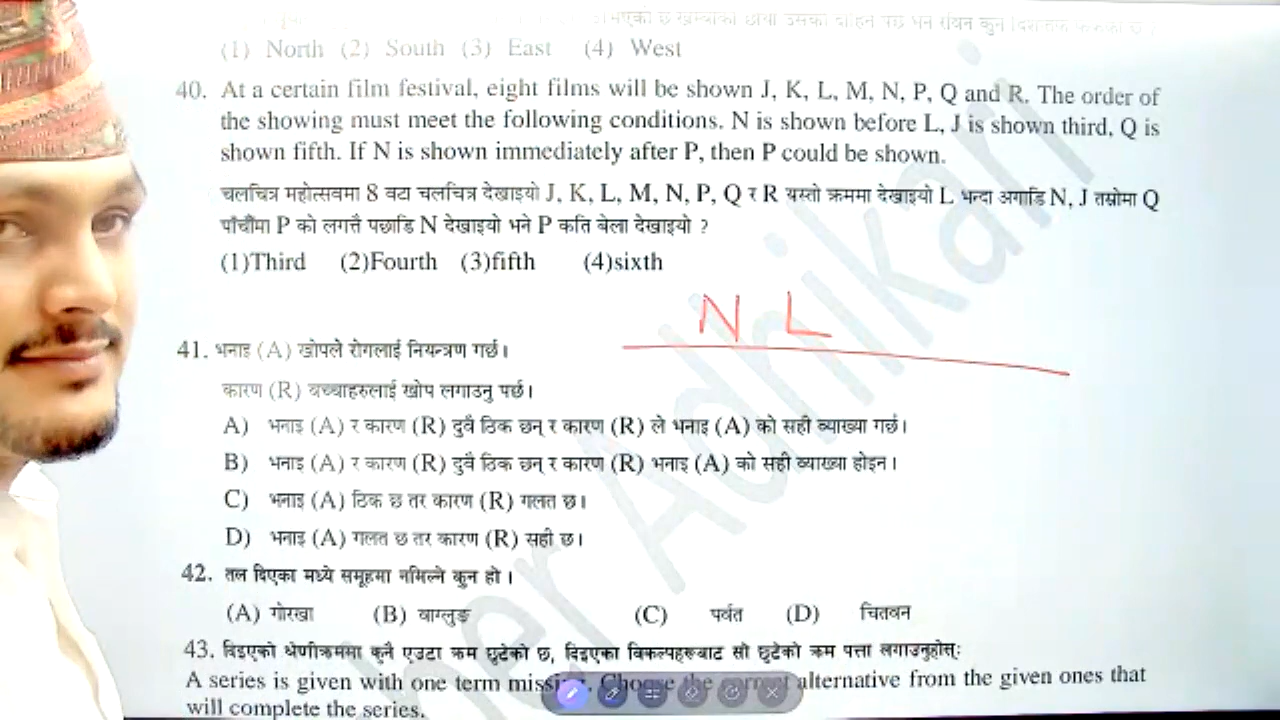 (1) North (2) South (3) East (4) West
40. At a certain film festival, eight films will be shown J, K, L, M, N, P, Q and R. The order of
the showing must meet the following conditions. N is shown before L, J is shown third, Q is
shown fifth. If N is shown immediately after P, then P could be shown.
चलचित्र महोत्सवमा 8 वटा चलचित्र देखाइयो J, K, L, M, N, P, Q र R यस्तो क्रममा देखाइयो L भन्दा अगाडि N, J तेस्रोमा Q
पाँचौंमा P को लगत्तै पछाडि N देखाइयो भने P कति बेला देखाइयो ?
(1)Third (2)Fourth (3)fifth (4)sixth
N L
41. भनाइ (A) खोपले रोगलाई नियन्त्रण गर्छ।
कारण (R) बच्चाहरुलाई खोप लगाउनु पर्छ।
A) भनाइ (A) र कारण (R) दुवै ठिक छन् र कारण (R) ले भनाइ (A) को सही व्याख्या गर्छ।
B) भनाइ (A) र कारण (R) दुवै ठिक छन् र कारण (R) भनाइ (A) को सही व्याख्या होइन।
C) भनाइ (A) ठिक छ तर कारण (R) गलत छ।
D) भनाइ (A) गलत छ तर कारण (R) सही छ।
42. तल दिएका मध्ये समूहमा नमिल्ने कुन हो।
(A) गोरखा (B) बाग्लुङ (C) पर्वत (D) चितवन
43. दिइएको श्रेणीक्रममा कुनै एउटा क्रम छुटेको छ, दिइएका विकल्पहरूबाट सो छुटेको क्रम पत्ता लगाउनुहोस्:
A series is given with one term missing. Choose the correct alternative from the given ones that
will complete the series.
her Adhikari